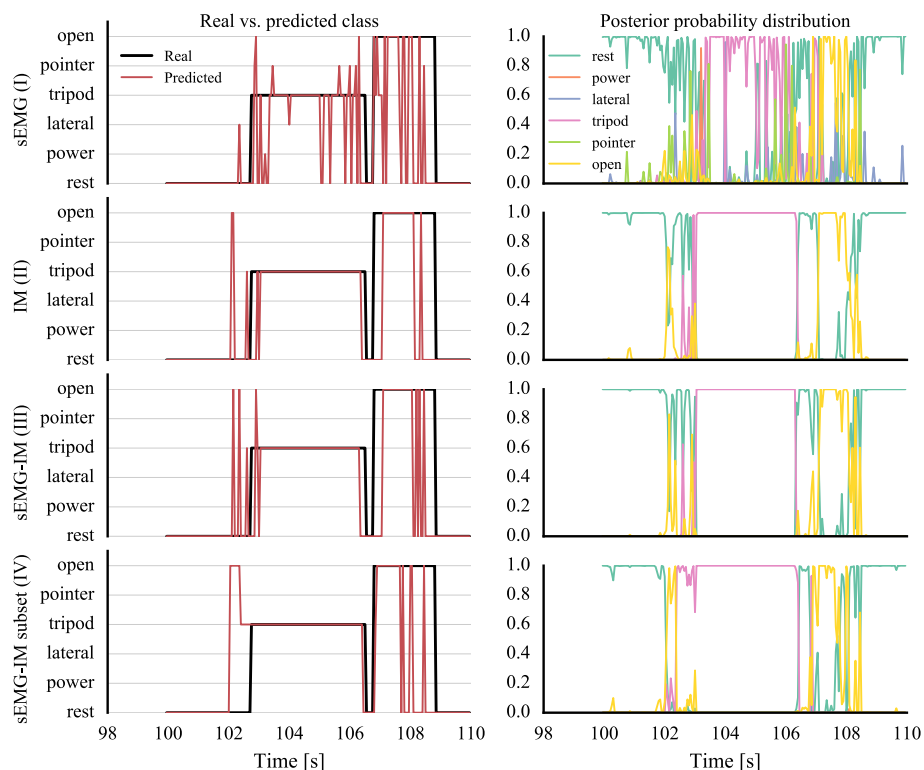 Real vs. predicted class
Posterior probability distribution
sEMG (I)
open
pointer
tripod
lateral
power
rest
Real
Predicted
1.0
0.8
0.6
0.4
0.2
0.0
rest
power
lateral
tripod
pointer
open
IM (II)
open
pointer
tripod
lateral
power
rest
1.0
0.8
0.6
0.4
0.2
0.0
sEMG-IM (III)
open
pointer
tripod
lateral
power
rest
1.0
0.8
0.6
0.4
0.2
0.0
sEMG-IM subset (IV)
open
pointer
tripod
lateral
power
rest
98 100 102 104 106 108 110
Time [s]
1.0
0.8
0.6
0.4
0.2
0.0
98 100 102 104 106 108 110
Time [s]